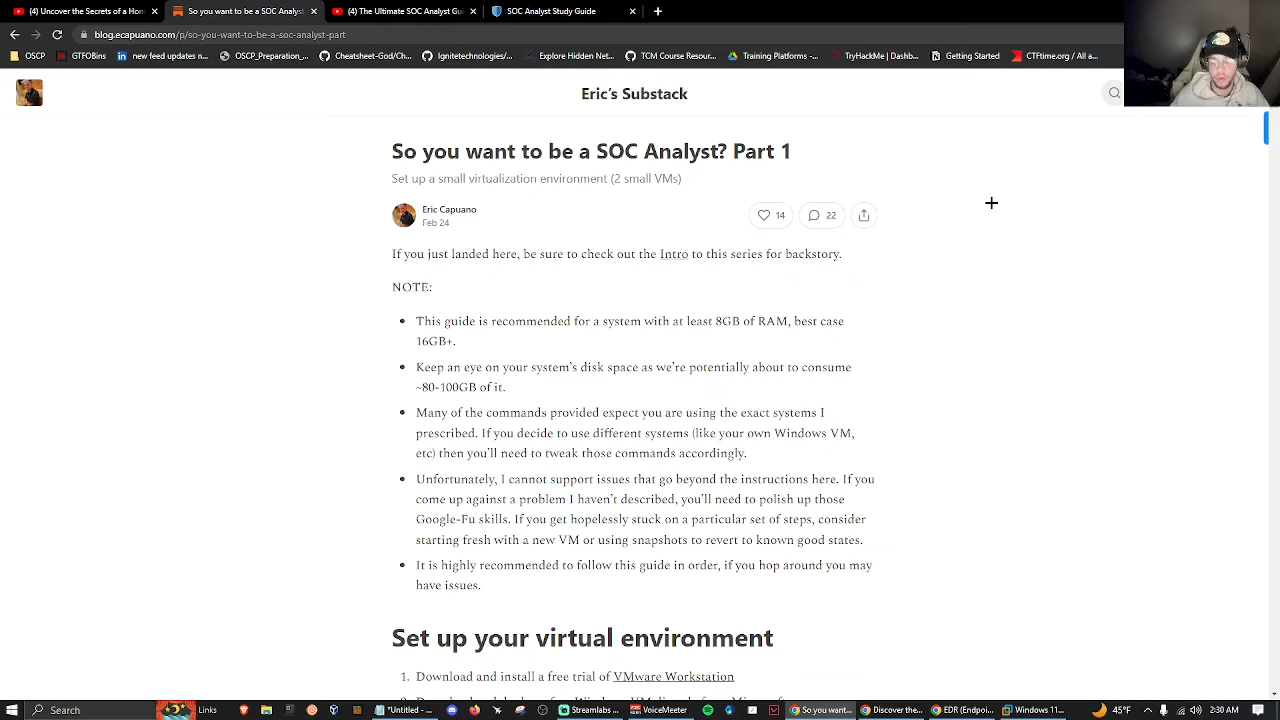 (4) Uncover the Secrets of a Hom
So you want to be a SOC Analyst
(4) The Ultimate SOC Analyst Gui
SOC Analyst Study Guide
blog.ecapuano.com/p/so-you-want-to-be-a-soc-analyst-part
OSCP
GTFOBins
new feed updates n...
OSCP_Preparation_...
Cheatsheet-God/Ch...
Ignitetechnologies/...
Explore Hidden Net...
TCM Course Resour...
Training Platforms -...
TryHackMe | Dashb...
Getting Started
CTFtime.org / All a...
Eric's Substack
So you want to be a SOC Analyst? Part 1
Set up a small virtualization environment (2 small VMs)
Eric Capuano
Feb 24
14
22
If you just landed here, be sure to check out the Intro to this series for backstory.
NOTE:
This guide is recommended for a system with at least 8GB of RAM, best case
16GB+.
Keep an eye on your system's disk space as we're potentially about to consume
~80-100GB of it.
Many of the commands provided expect you are using the exact systems I
prescribed. If you decide to use different systems (like your own Windows VM,
etc) then you'll need to tweak those commands accordingly.
Unfortunately, I cannot support issues that go beyond the instructions here. If you
come up against a problem I haven't described, you'll need to polish up those
Google-Fu skills. If you get hopelessly stuck on a particular set of steps, consider
starting fresh with a new VM or using snapshots to revert to known good states.
It is highly recommended to follow this guide in order, if you hop around you may
have issues.
Set up your virtual environment
1. Download and install a free trial of VMware Workstation
Search
Links
*Untitled -...
Streamlabs...
VoiceMeeter
So you want...
Discover the...
EDR (Endpoi...
Windows 11...
45°F
2:30 AM